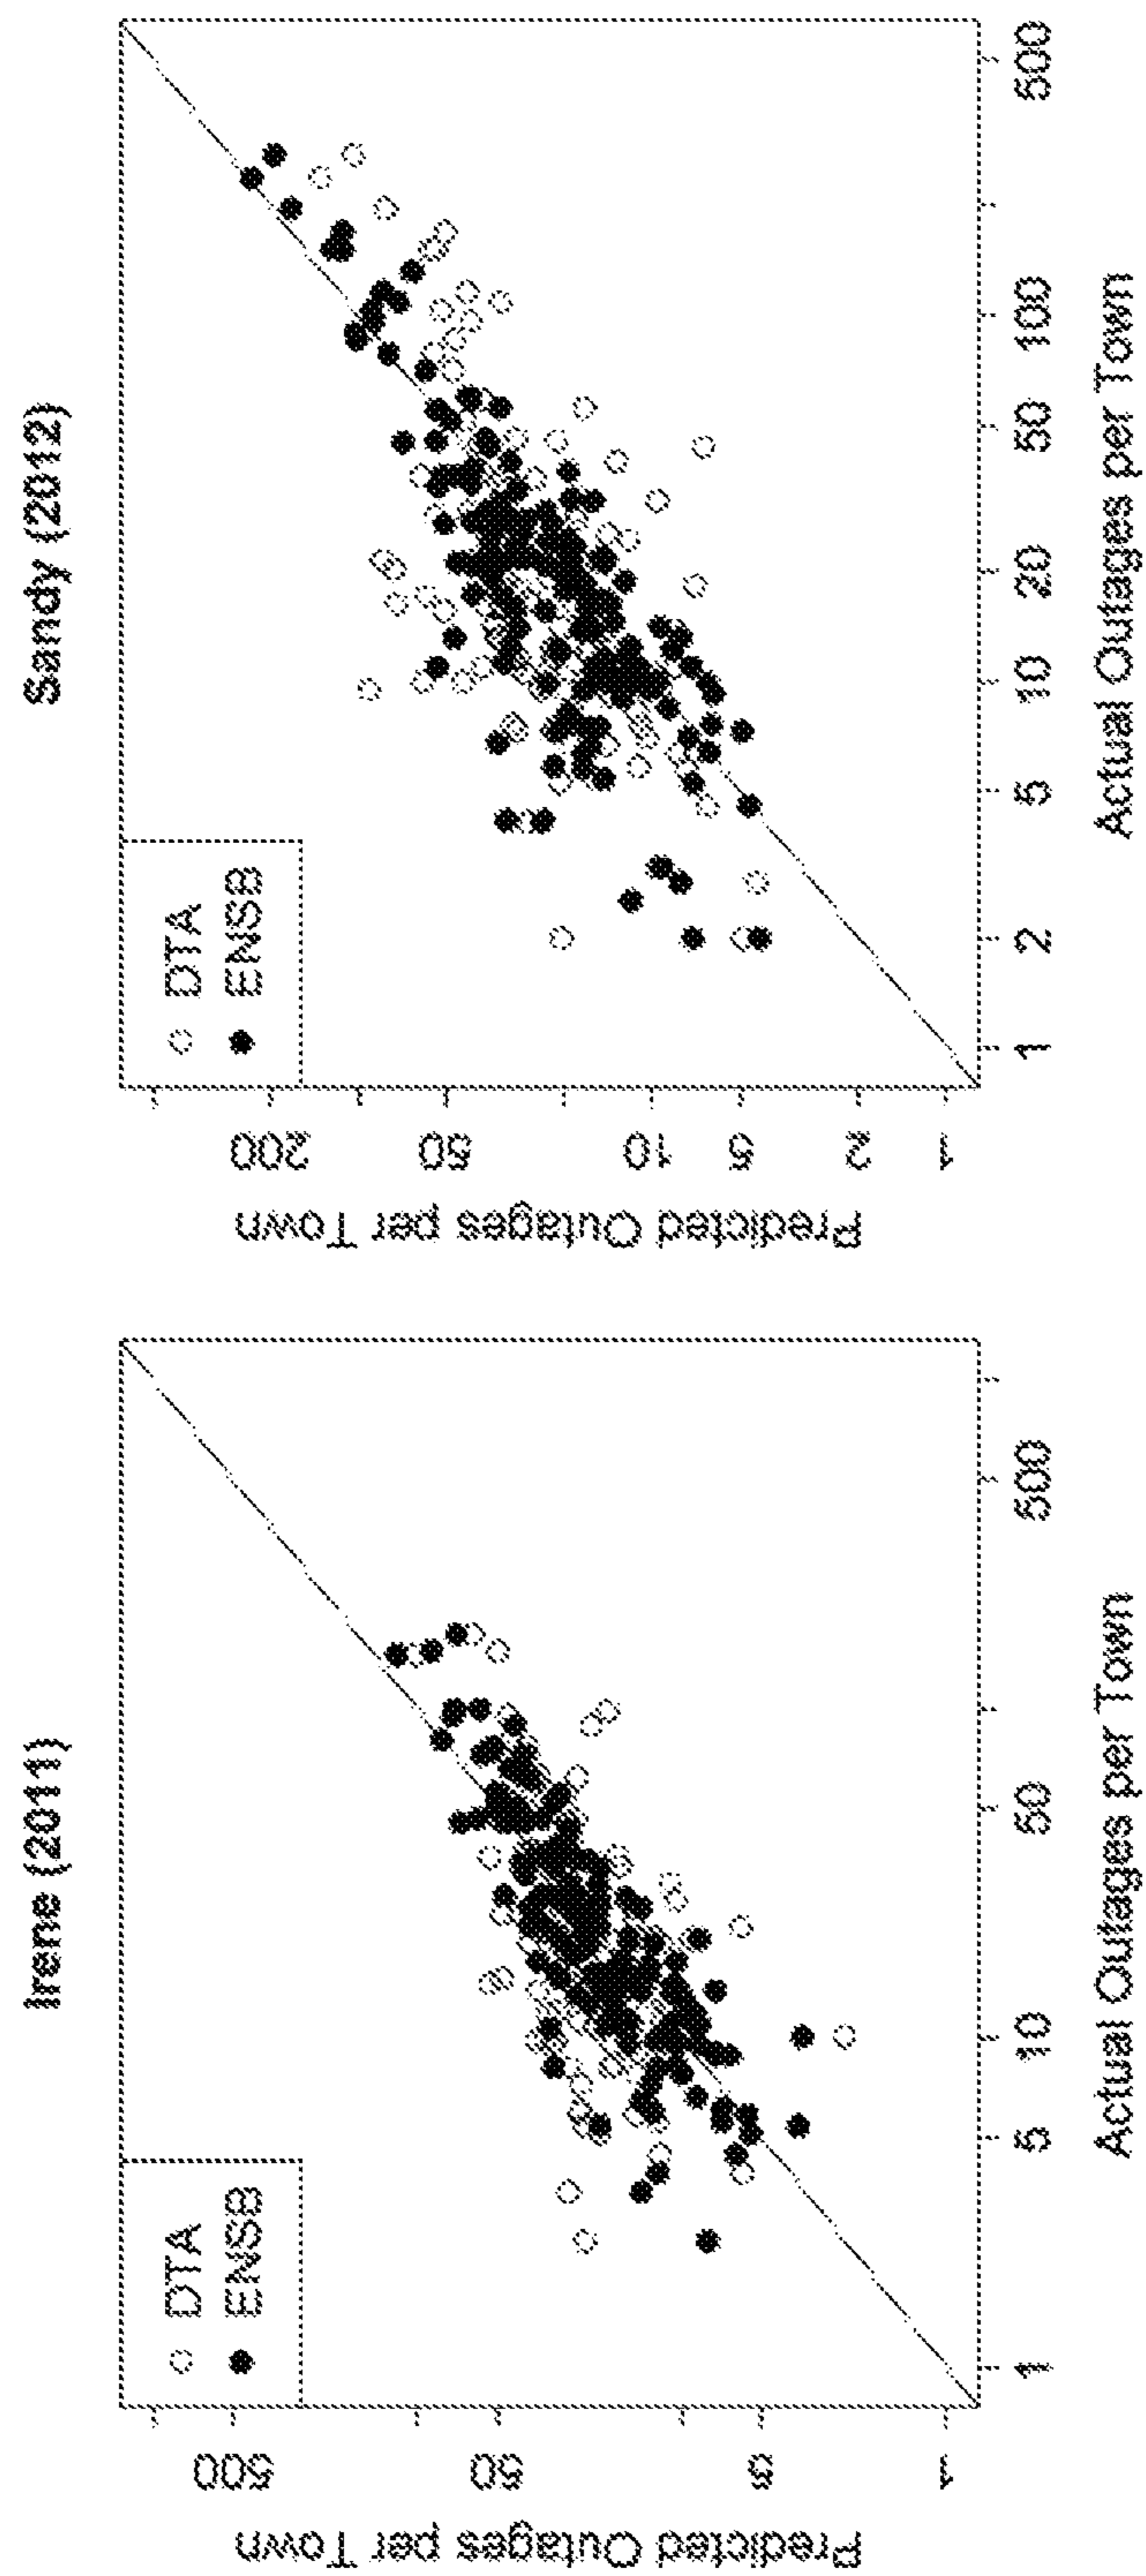 Irene (2011)
DTA
ENSB
Predicted Outages per Town
500
50
5
1
1 5 10 50 500
Actual Outages per Town
Sandy (2012)
DTA
ENSB
Predicted Outages per Town
200
50
10
5
2
1
1 2 5 10 20 50 100 500
Actual Outages per Town